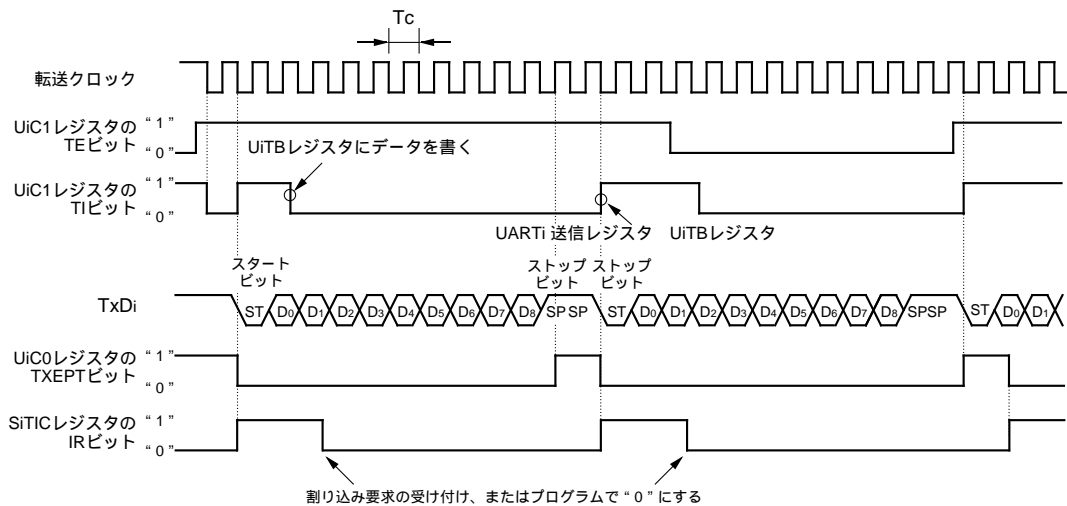 Tc
転送クロック
UiC1レジスタの
TEビット
“ 1 ”
“ 0 ”
UiTBレジスタにデータを書く
UiC1レジスタの
TIビット
“ 1 ”
“ 0 ”
UARTi 送信レジスタ UiTBレジスタ
スタート
ビット
ストップ
ビット
ストップ
ビット
TxDi
ST D0 D1 D2 D3 D4 D5 D6 D7 D8 SP SP ST D0 D1 D2 D3 D4 D5 D6 D7 D8 SPSP ST D0 D1
UiC0レジスタの
TXEPTビット
“ 1 ”
“ 0 ”
SiTICレジスタの
IRビット
“ 1 ”
“ 0 ”
割り込み要求の受け付け、またはプログラムで “ 0 ” にする